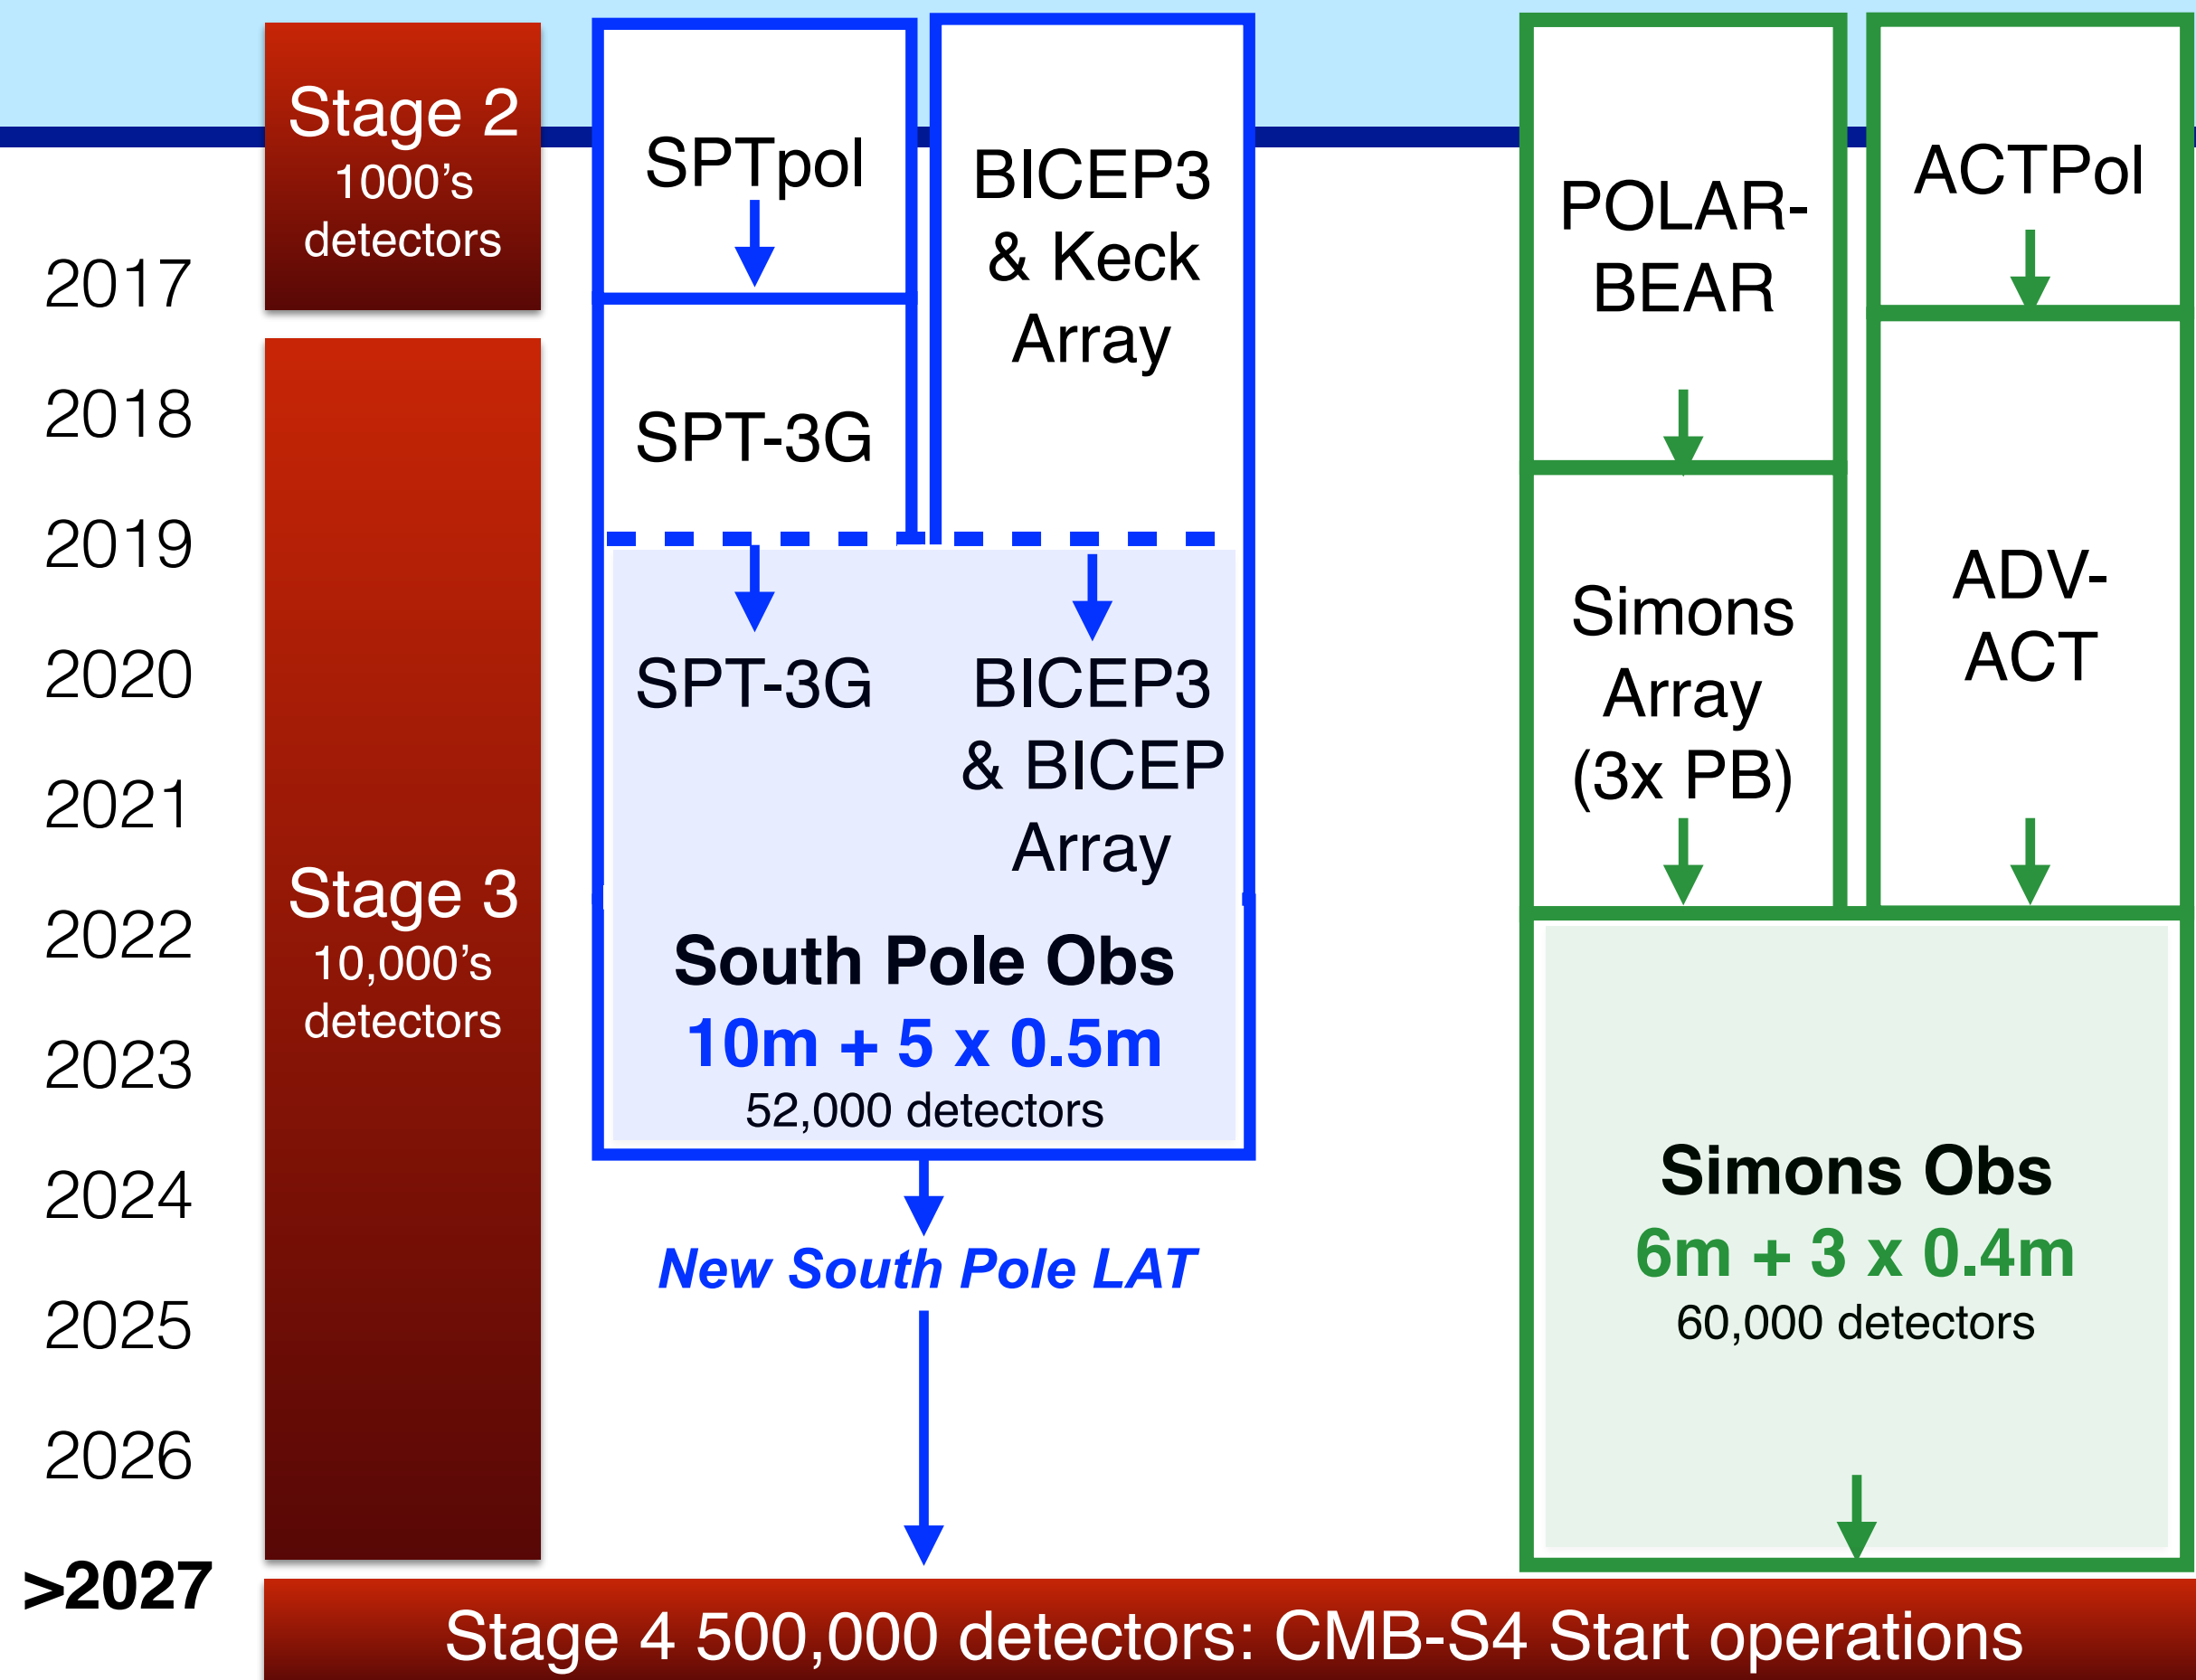 2017
2018
2019
2020
2021
2022
2023
2024
2025
2026
>2027
Stage 2
1000’s
detectors
Stage 3
10,000’s
detectors
SPTpol
SPT-3G
BICEP3
& Keck
Array
SPT-3G
BICEP3
& BICEP
Array
South Pole Obs
10m + 5 x 0.5m
52,000 detectors
New South Pole LAT
POLAR-
BEAR
Simons
Array
(3x PB)
ACTPol
ADV-
ACT
Simons Obs
6m + 3 x 0.4m
60,000 detectors
Stage 4 500,000 detectors: CMB-S4 Start operations